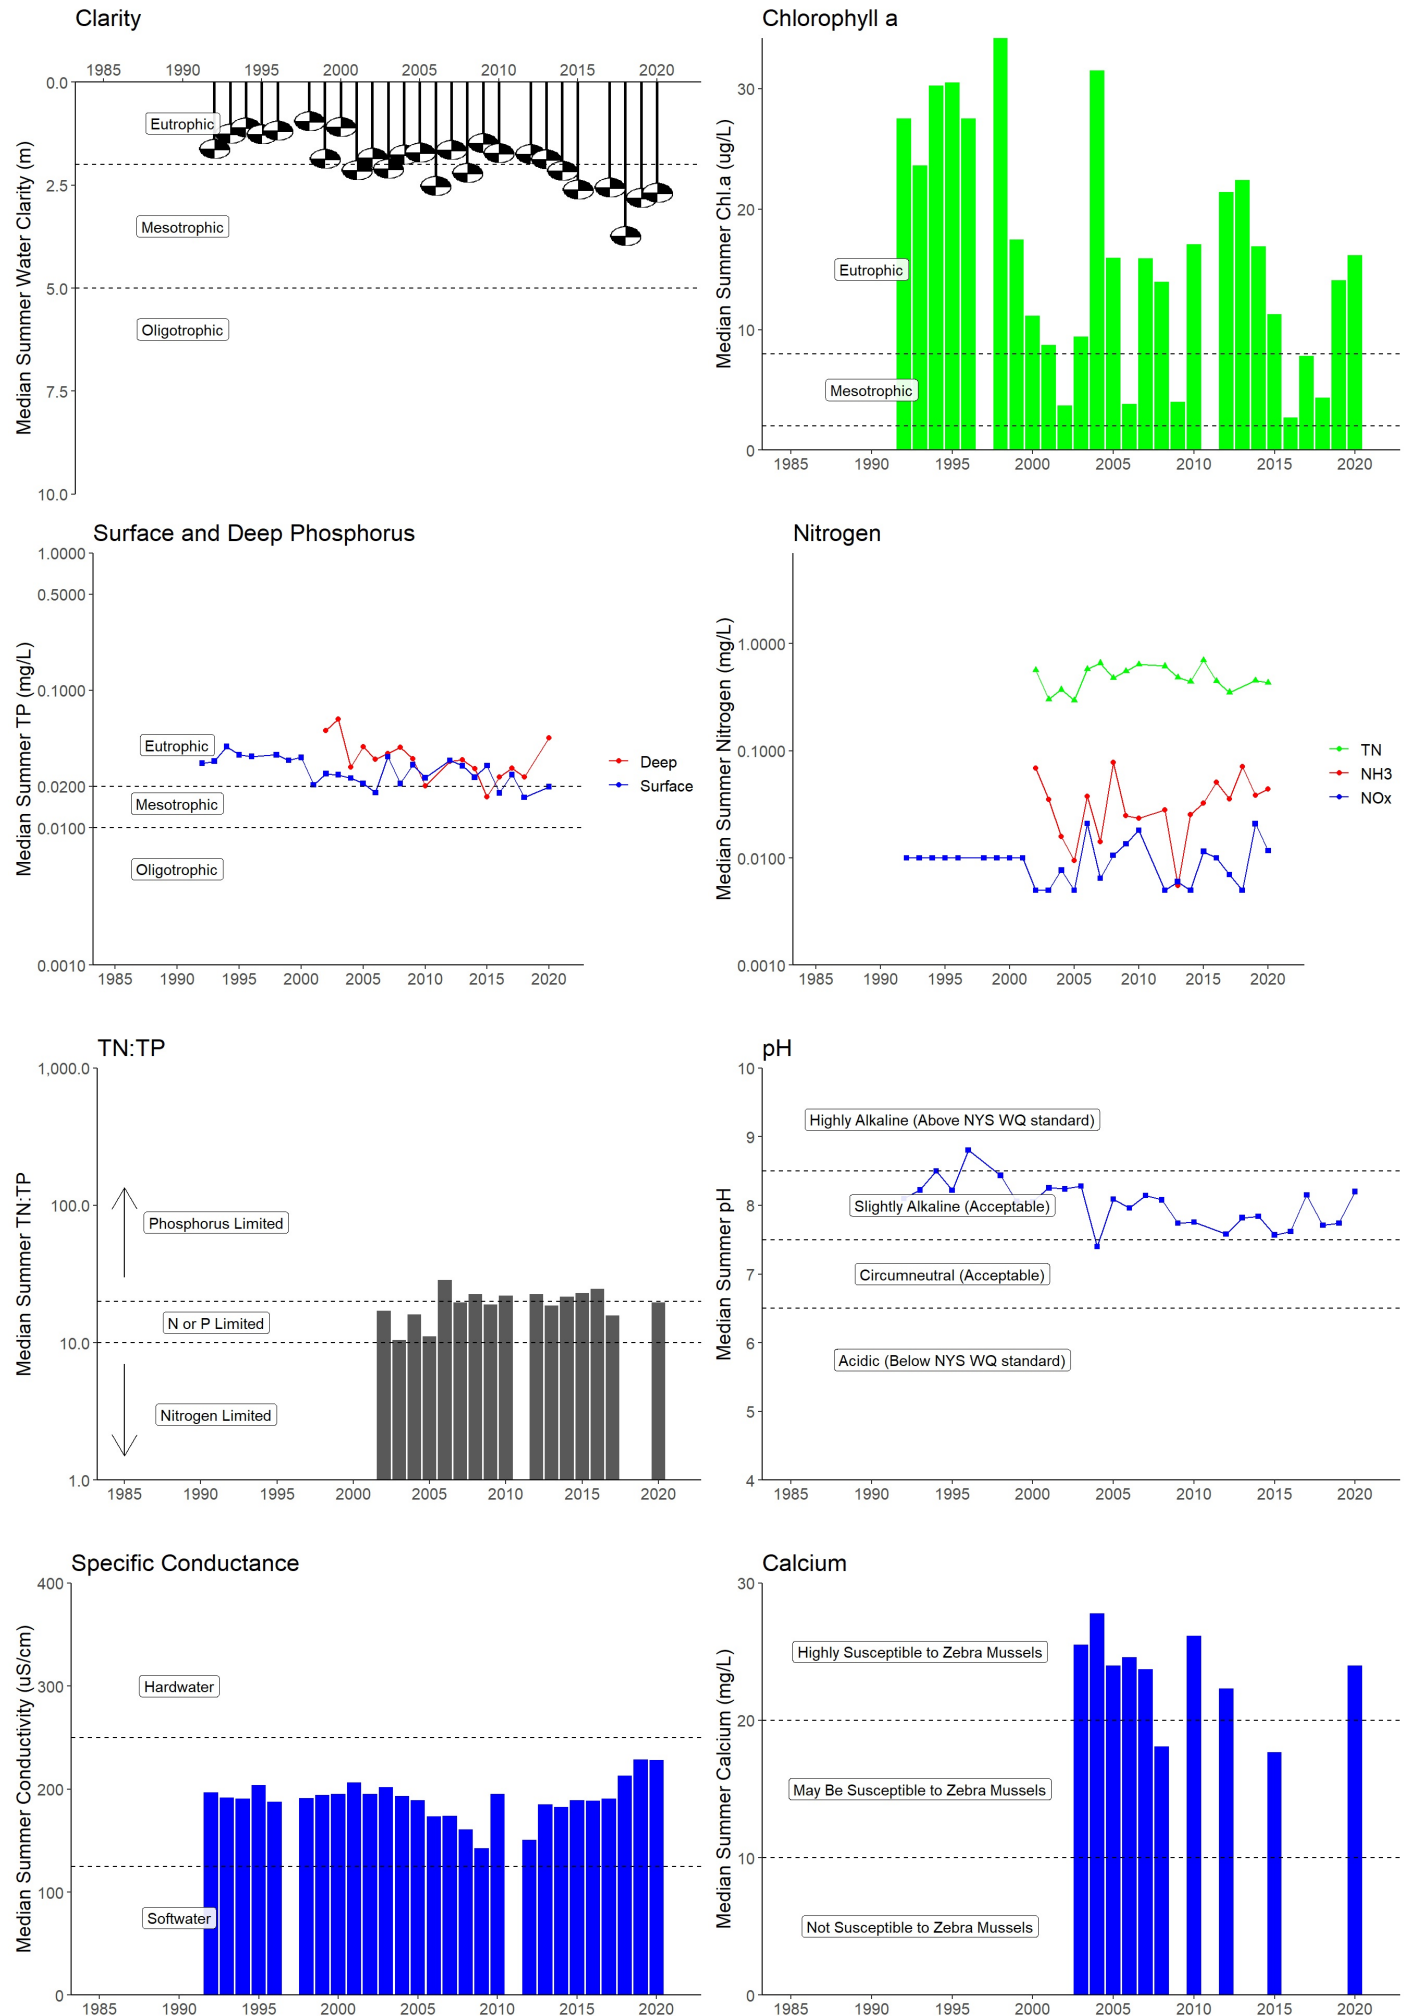 Clarity
1985 1990 1995 2000 2005 2010 2015 2020
Median Summer Water Clarity (m)
0.0
2.5
5.0
7.5
10.0
Eutrophic
Mesotrophic
Oligotrophic
Chlorophyll a
Median Summer Chl.a (ug/L)
30
20
10
0
Eutrophic
Mesotrophic
1985 1990 1995 2000 2005 2010 2015 2020
Surface and Deep Phosphorus
Median Summer TP (mg/L)
1.0000
0.5000
0.1000
0.0200
0.0100
0.0010
Eutrophic
Mesotrophic
Oligotrophic
Deep
Surface
1985 1990 1995 2000 2005 2010 2015 2020
Nitrogen
Median Sumer Nitrogen (mg/L)
1.0000
0.1000
0.0100
0.0010
TN
NH3
NOx
1985 1990 1995 2000 2005 2010 2015 2020
TN:TP
Median Summer TN:TP
1,000.0
100.0
10.0
1.0
Phosphorus Limited
N or P Limited
Nitrogen Limited
1985 1990 1995 2000 2005 2010 2015 2020
pH
Median Summer pH
10
9
8
7
6
5
4
Highly Alkaline (Above NYS WQ standard)
Slightly Alkaline (Acceptable)
Circumneutral (Acceptable)
Acidic (Below NYS WQ standard)
1985 1990 1995 2000 2005 2010 2015 2020
Specific Conductance
Median Summer Conductivity (uS/cm)
400
300
200
100
0
Hardwater
Softwater
1985 1990 1995 2000 2005 2010 2015 2020
Calcium
Median Summer Calcium (mg/L)
30
20
10
0
Highly Susceptible to Zebra Mussels
May Be Susceptible to Zebra Mussels
Not Susceptible to Zebra Mussels
1985 1990 1995 2000 2005 2010 2015 2020